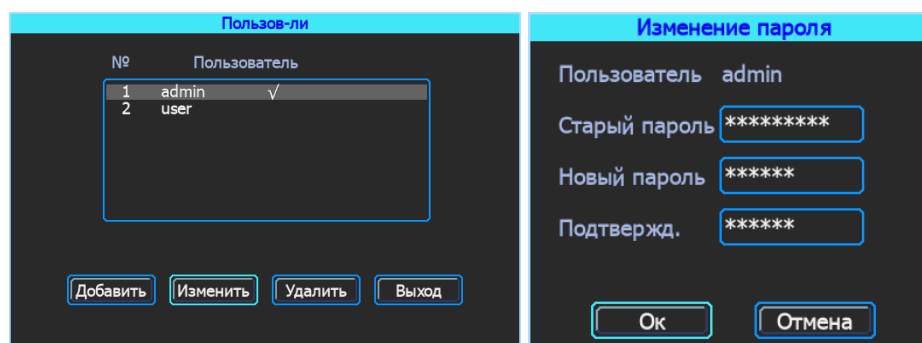 Пользов-ли
№ Пользователь
1 admin √
2 user
Добавить Изменить Удалить Выход
Изменение пароля
Пользователь admin
Старый пароль *********
Новый пароль ******
Подтвержд. ******
Ок Отмена